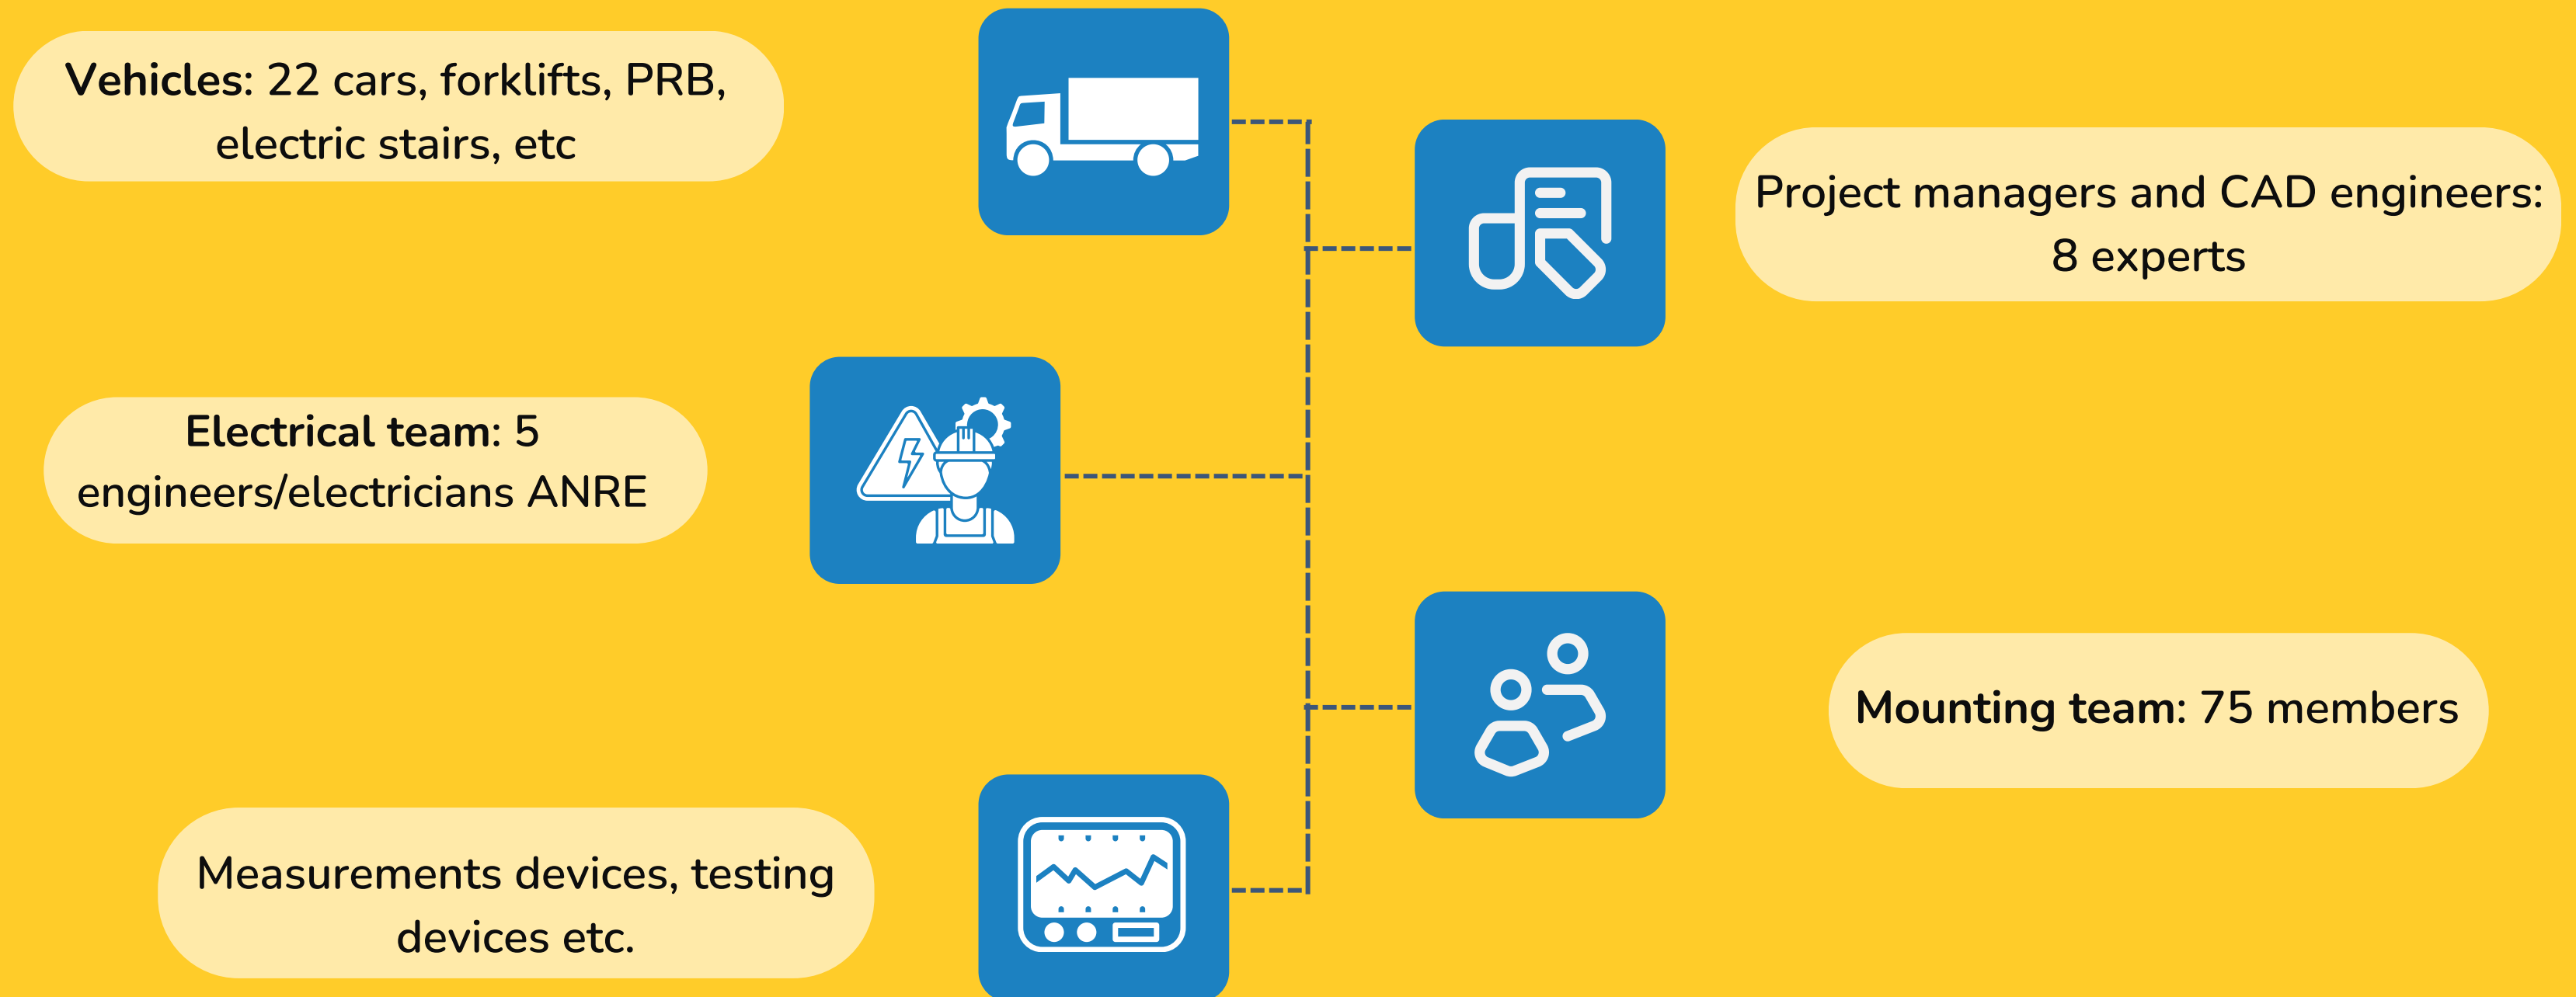 Vehicles: 22 cars, forklifts, PRB,
electric stairs, etc
Project managers and CAD engineers:
8 experts
Electrical team: 5
engineers/electricians ANRE
Mounting team: 75 members
Measurements devices, testing
devices etc.